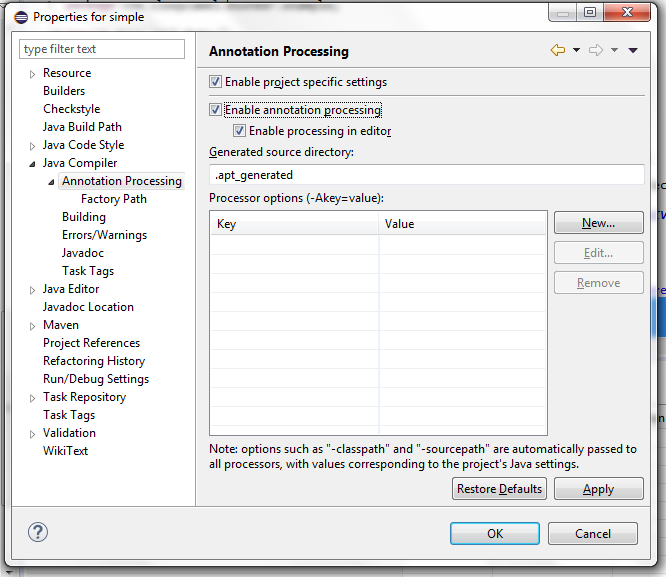 Properties for simple
type filter text
Resource
Builders
Checkstyle
Java Build Path
Java Code Style
Java Compiler
Annotation Processing
Factory Path
Building
Errors/Warnings
Javadoc
Task Tags
Java Editor
Javadoc Location
Maven
Project References
Refactoring History
Run/Debug Settings
Task Repository
Task Tags
Validation
WikiText
Annotation Processing
Enable project specific settings
Enable annotation processing
Enable processing in editor
Generated source directory:
.apt_generated
Processor options (-Akey=value):
Key Value
New...
Edit...
Remove
Note: options such as "-classpath" and "-sourcepath" are automatically passed to
all processors, with values corresponding to the project's Java settings.
Restore Defaults Apply
? OK Cancel